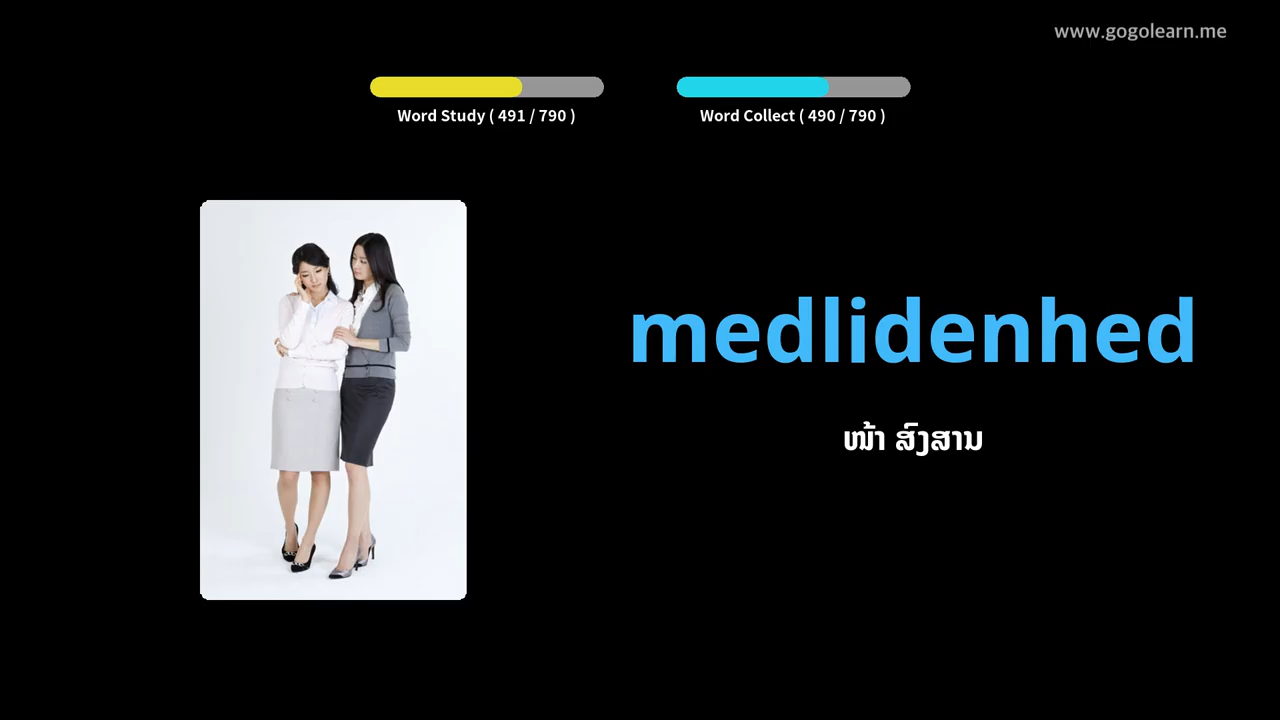 www.gogolearn.me
Word Study ( 491 / 790 )
Word Collect ( 490 / 790 )
medlidenhed
ໜ້າ ສົງສານ